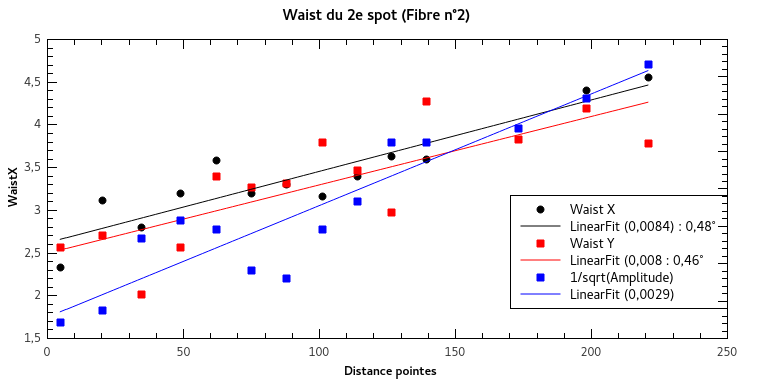 Waist du 2e spot (Fibre n°2)
5
4,5
4
3,5
3
2,5
2
1,5
WaistX
0
50
100
150
200
250
Distance pointes
Waist X
LinearFit (0,0084) : 0,48°
Waist Y
LinearFit (0,008 : 0,46°
1/sqrt(Amplitude)
LinearFit (0,0029)